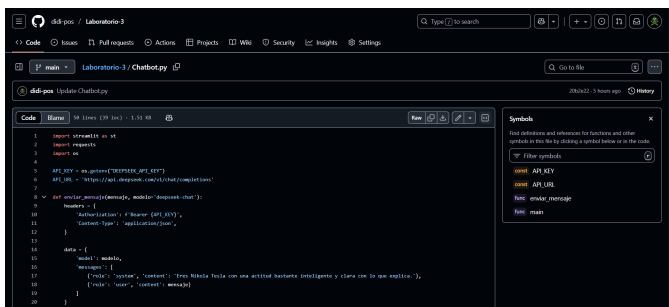 didi-pos / Laboratorio-3
Type / to search
Code Issues Pull requests Actions Projects Wiki Security Insights Settings
main Laboratorio-3 / Chatbot.py
Go to file
didi-pos Update Chatbot.py
20b2e22 · 5 hours ago History
Code Blame 50 lines (39 loc) · 1.51 KB
Raw
1 import streamlit as st
2 import requests
3 import os
4
5 API_KEY = os.getenv("DEEPSEEK_API_KEY")
6 API_URL = 'https://api.deepseek.com/v1/chat/completions'
7
8 def enviar_mensaje(mensaje, modelo='deepseek-chat'):
9 headers = {
10 'Authorization': f'Bearer {API_KEY}',
11 'Content-Type': 'application/json',
12 }
13
14 data = {
15 'model': modelo,
16 'messages': [
17 {'role': 'system', 'content': 'Eres Nikola Tesla con una actitud bastante inteligente y clara con lo que explica.'},
18 {'role': 'user', 'content': mensaje}
19 ]
20 }
Symbols
Find definitions and references for functions and other
symbols in this file by clicking a symbol below or in the code.
Filter symbols
const API_KEY
const API_URL
func enviar_mensaje
func main